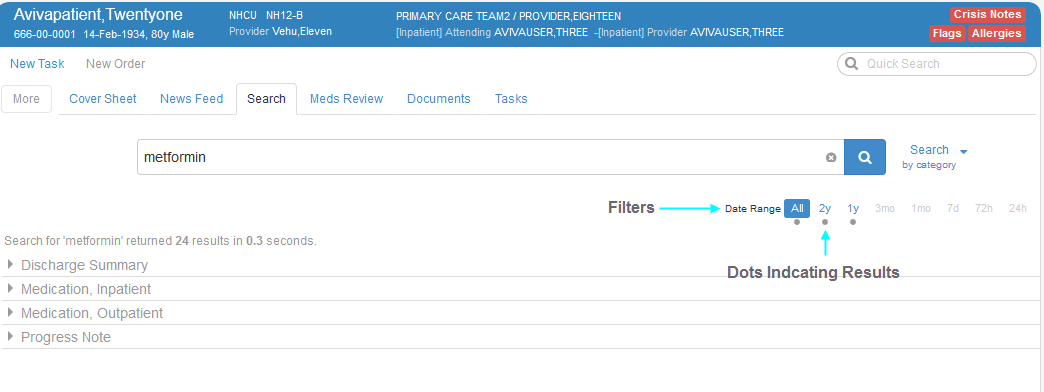 Avivapatient,Twentyone
666-00-0001 14-Feb-1934, 80y Male
NHCU NH12-B
Provider Vehu,Eleven
PRIMARY CARE TEAM2 / PROVIDER,EIGHTEEN
[Inpatient] Attending AVIVAUSER,THREE -[Inpatient] Provider AVIVAUSER,THREE
Crisis Notes
Flags Allergies
New Task New Order
Quick Search
More Cover Sheet News Feed Search Meds Review Documents Tasks
metformin
Search
by category
Filters Date Range All 2y 1y 3mo 1mo 7d 72h 24h
Search for 'metformin' returned 24 results in 0.3 seconds.
Dots Indcating Results
Discharge Summary
Medication, Inpatient
Medication, Outpatient
Progress Note